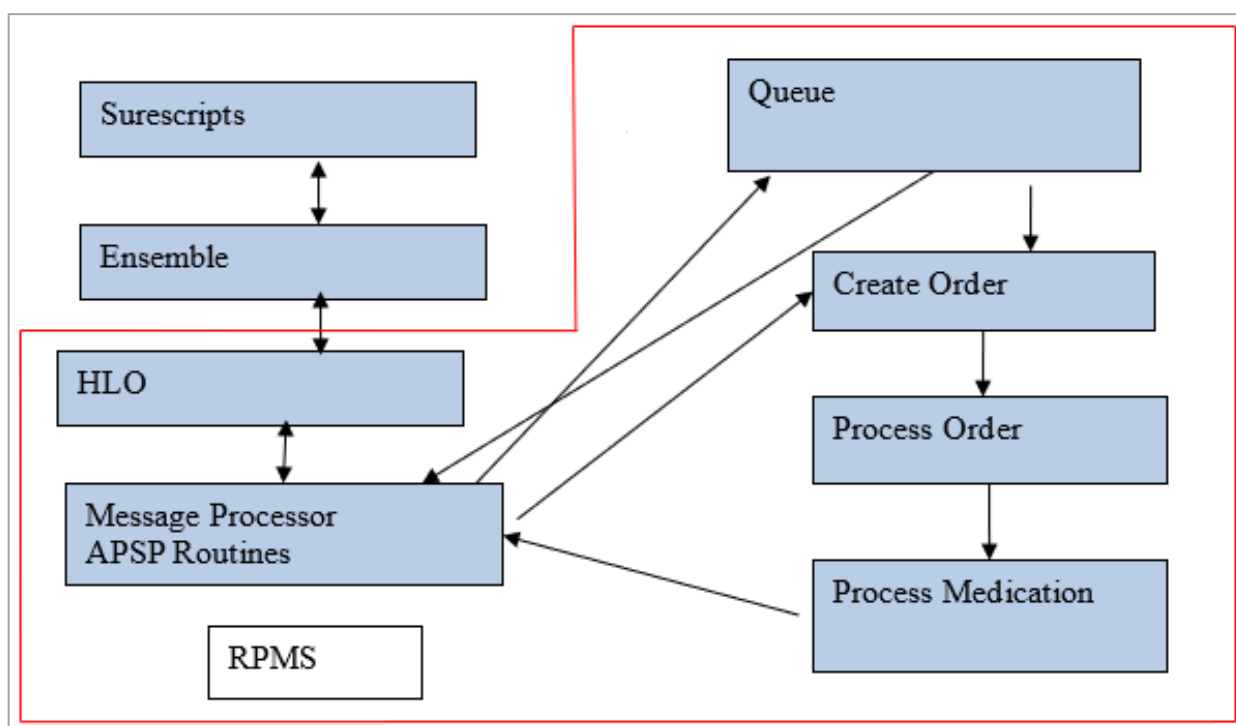 Surescripts
Ensemble
HLO
Message Processor
APSP Routines
RPMS
Queue
Create Order
Process Order
Process Medication